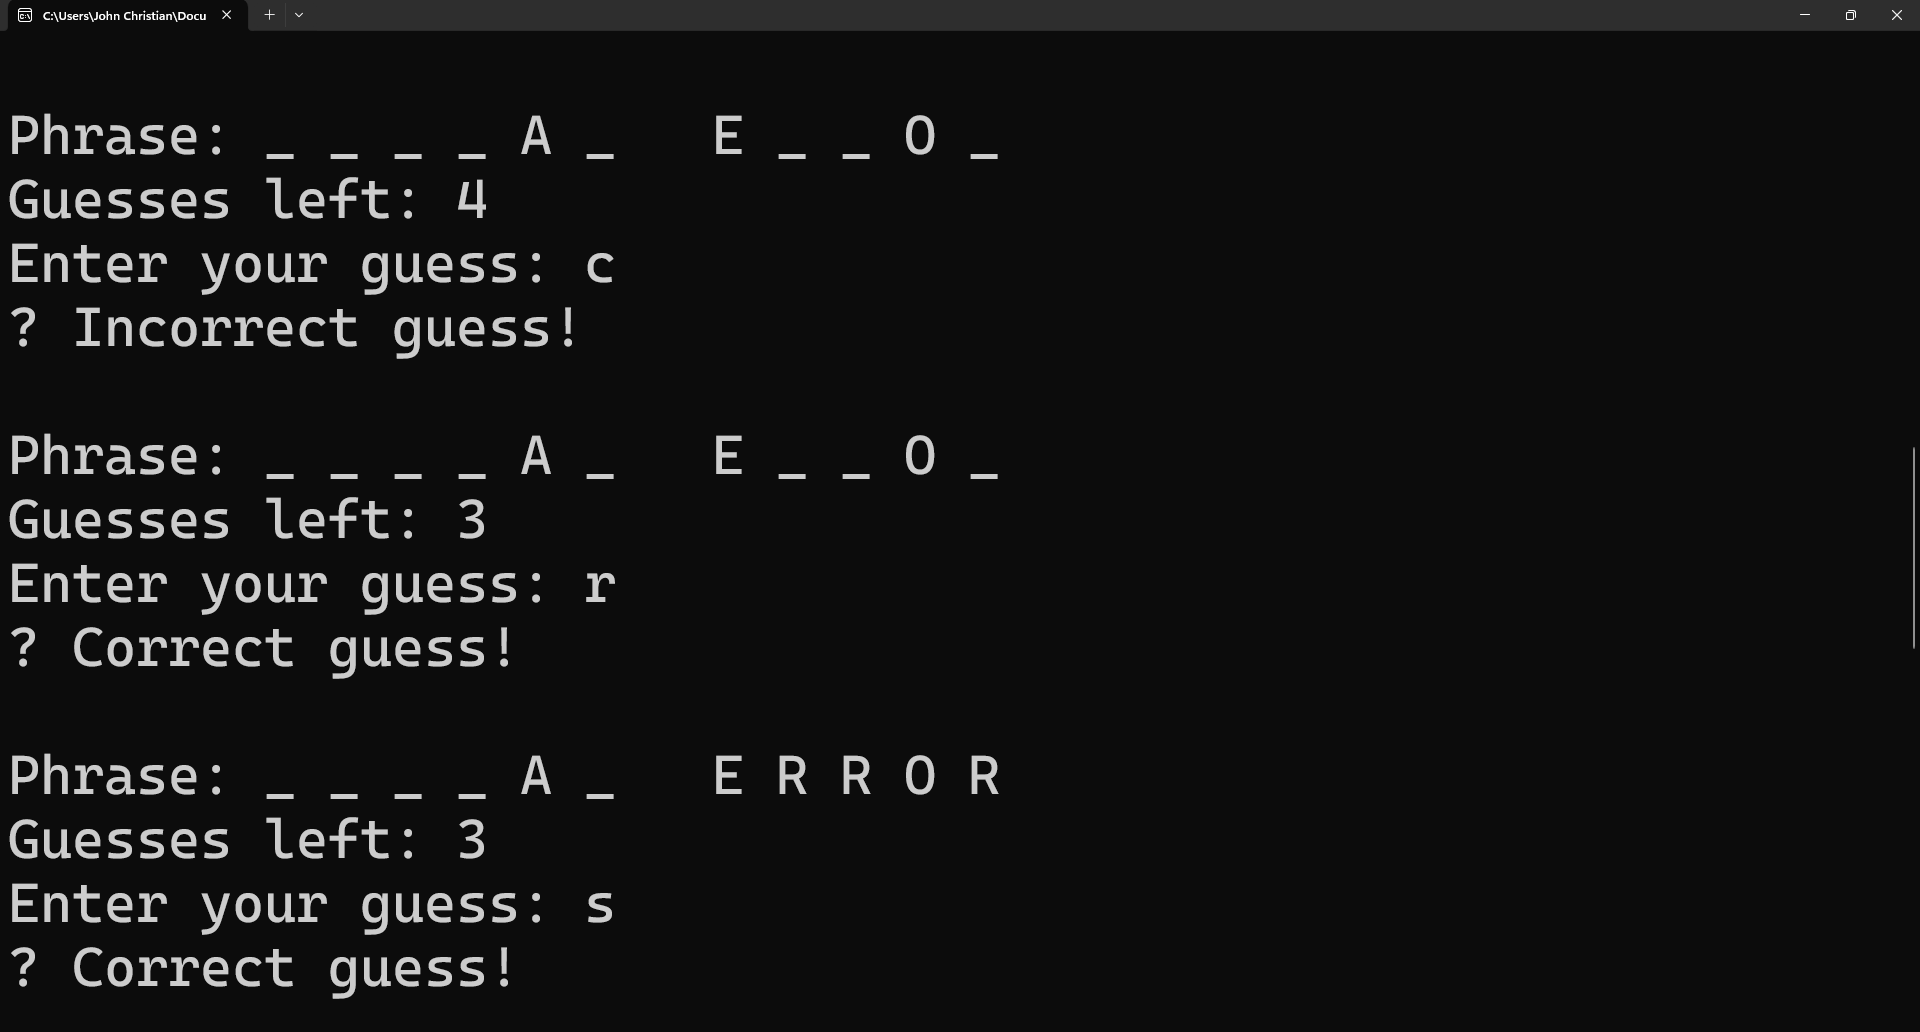 C:\Users\John Christian\Docu
Phrase: _ _ _ _ A _   E _ _ O _
Guesses left: 4
Enter your guess: c
? Incorrect guess!
Phrase: _ _ _ _ A _   E _ _ O _
Guesses left: 3
Enter your guess: r
? Correct guess!
Phrase: _ _ _ _ A _   E R R O R
Guesses left: 3
Enter your guess: s
? Correct guess!